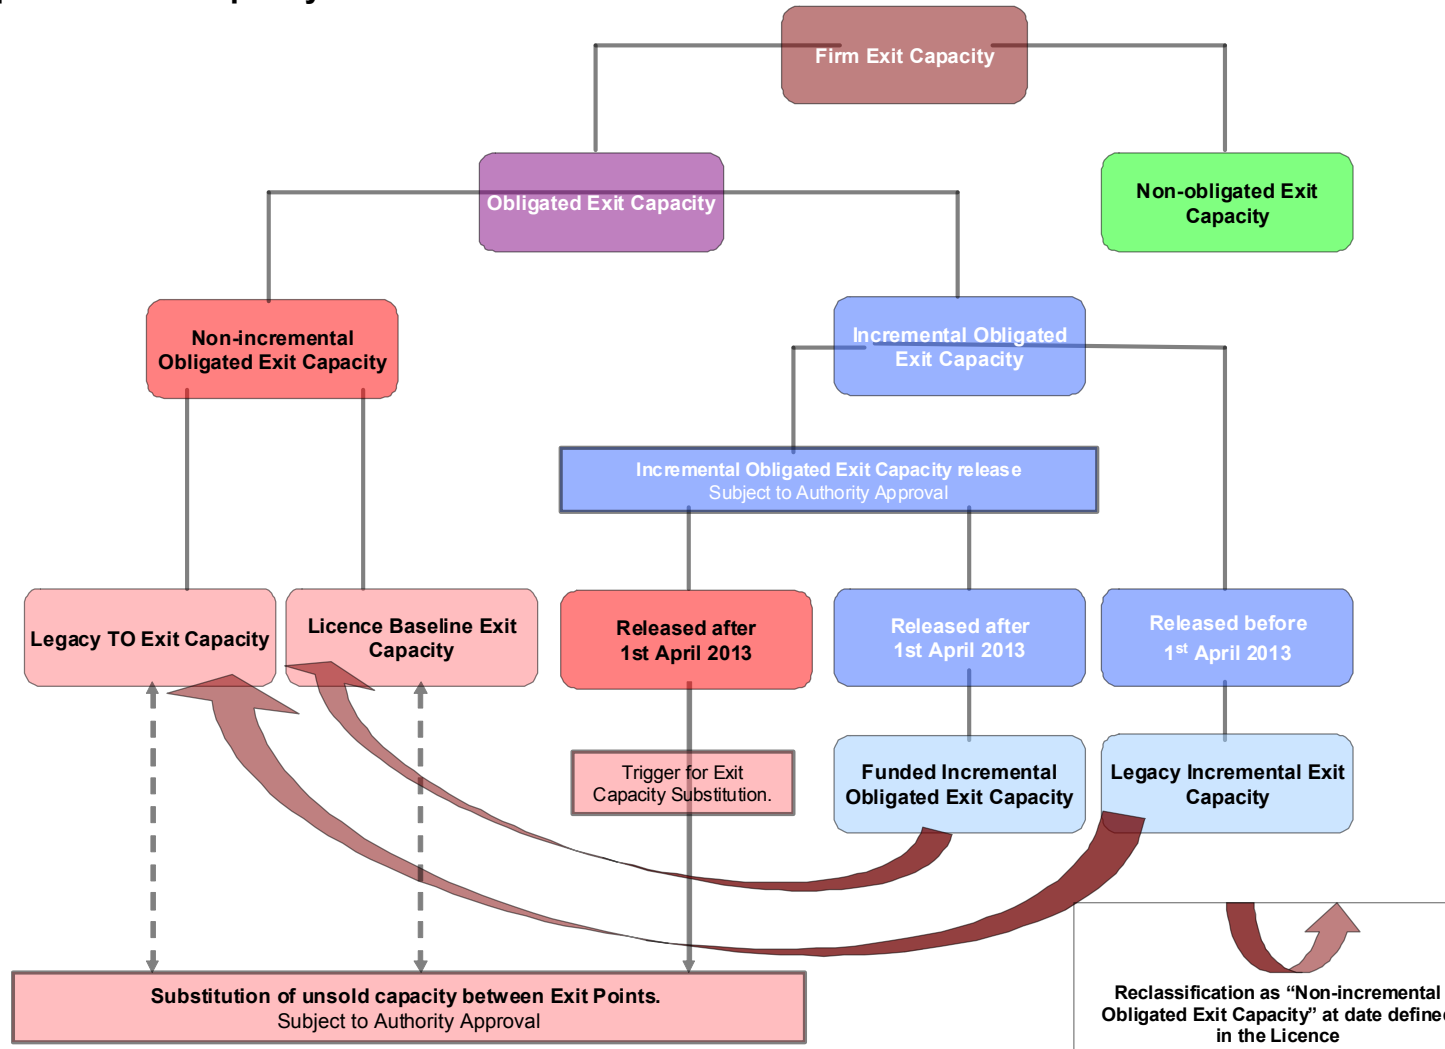 Firm Exit Capacity
Obligated Exit Capacity
Non-obligated Exit
Capacity
Non-incremental
Obligated Exit Capacity
Incremental Obligated
Exit Capacity
Incremental Obligated Exit Capacity release
Subject to Authority Approval
Legacy TO Exit Capacity
Licence Baseline Exit
Capacity
Released after
1st April 2013
Released after
1st April 2013
Released before
1st April 2013
Trigger for Exit
Capacity Substitution.
Funded Incremental
Obligated Exit Capacity
Legacy Incremental Exit
Capacity
Substitution of unsold capacity between Exit Points.
Subject to Authority Approval
Reclassification as “Non-incremental
Obligated Exit Capacity” at date defined
in the Licence